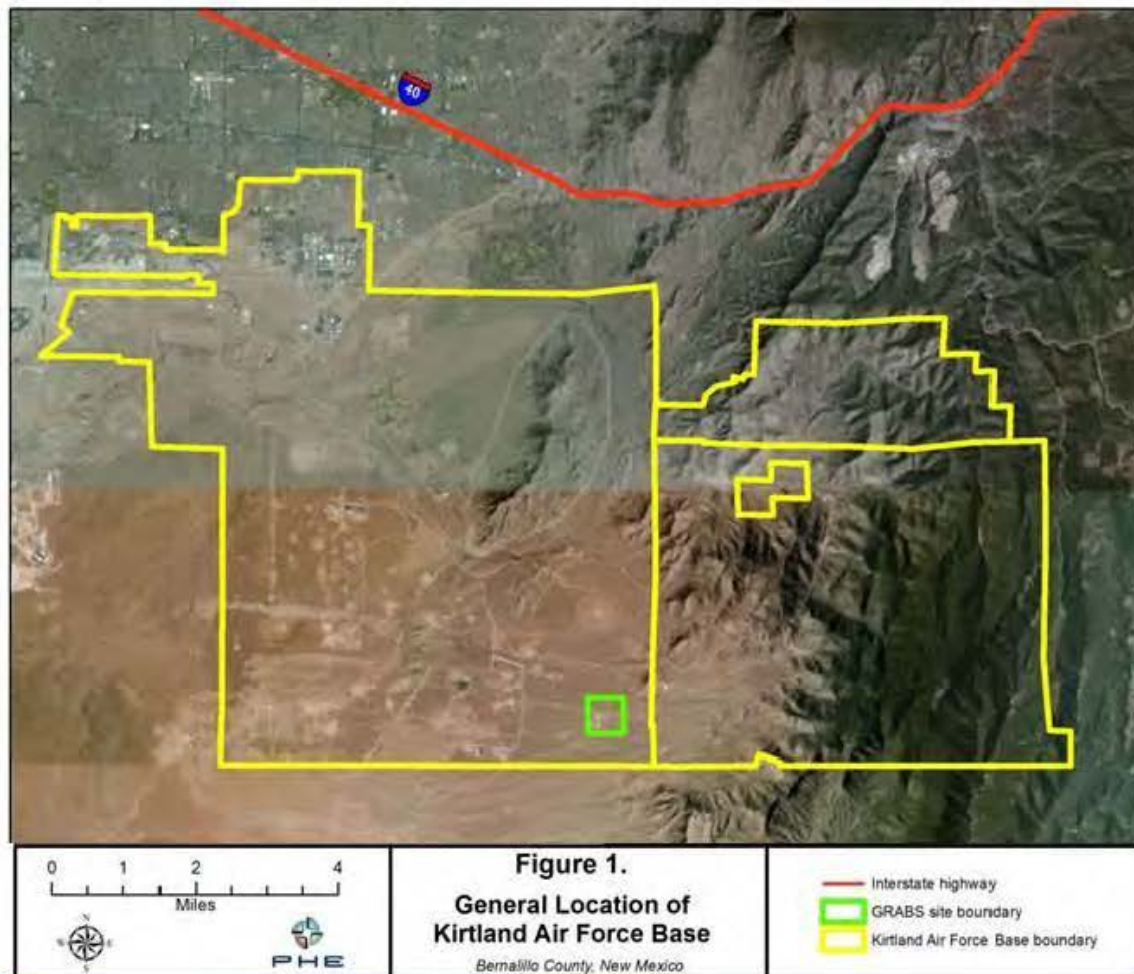 40
0 1 2 4
Miles
N
E
S
PHE
Figure 1.
General Location of
Kirtland Air Force Base
Bernalillo County, New Mexico
Interstate highway
GRABS site boundary
Kirtland Air Force Base boundary